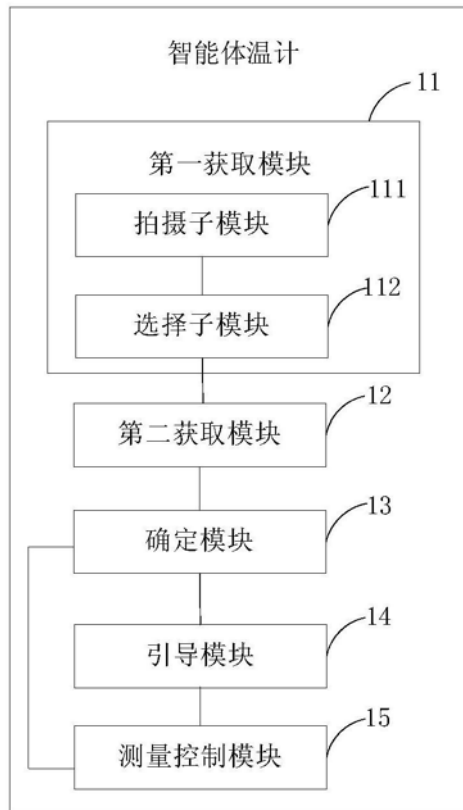 智能体温计
11
第一获取模块
111
拍摄子模块
112
选择子模块
12
第二获取模块
13
确定模块
14
引导模块
15
测量控制模块